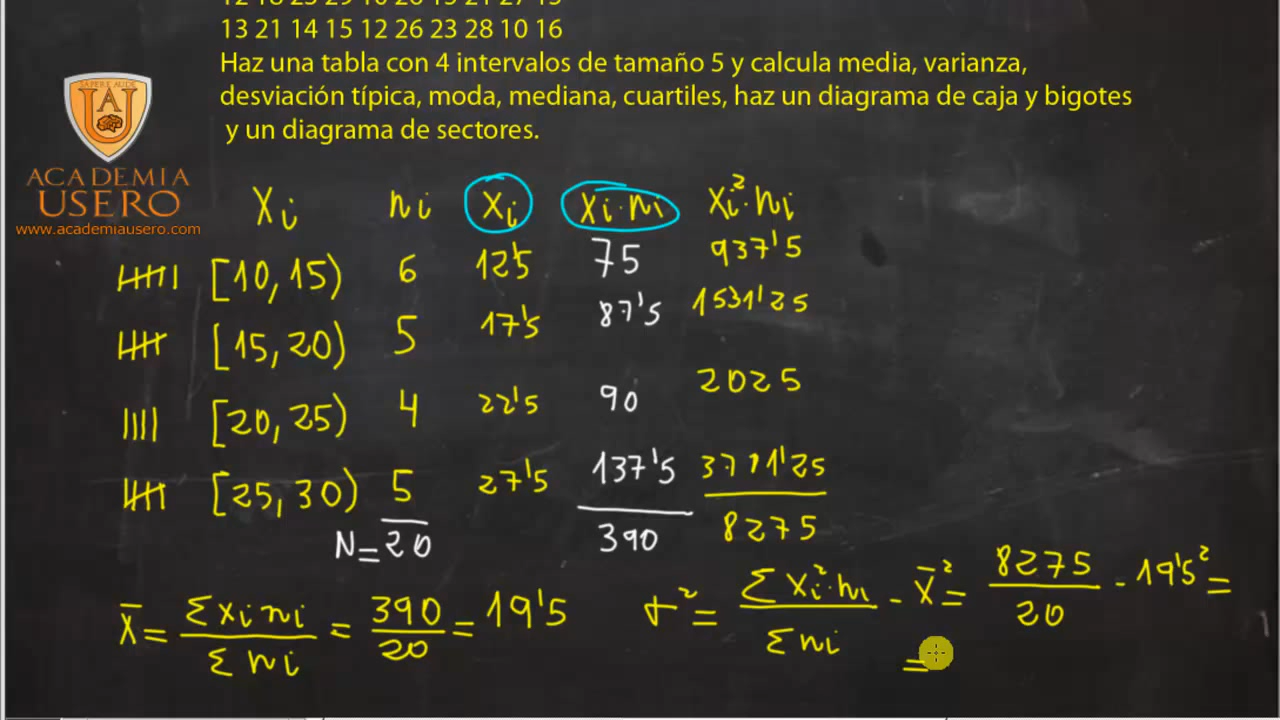 13 21 14 15 12 26 23 28 10 16
Haz una tabla con 4 intervalos de tamaño 5 y calcula media, varianza,
desviación típica, moda, mediana, cuartiles, haz un diagrama de caja y bigotes
y un diagrama de sectores.
SAPERE AUDE
UA
ACADEMIA
USERO
www.academiausero.com
Xi ni Xi Xi·ni Xi²·ni
[10,15) 6 12'5 75 937'5
[15,20) 5 17'5 87'5 1531'25
[20,25) 4 22'5 90 2025
[25,30) 5 27'5 137'5 3781'25
N=20 390 8275
X̄ = Σxi ni / Σni = 390/20 = 19'5 σ² = Σxi²·ni / Σni - X̄² = 8275/20 - 19'5² =
=